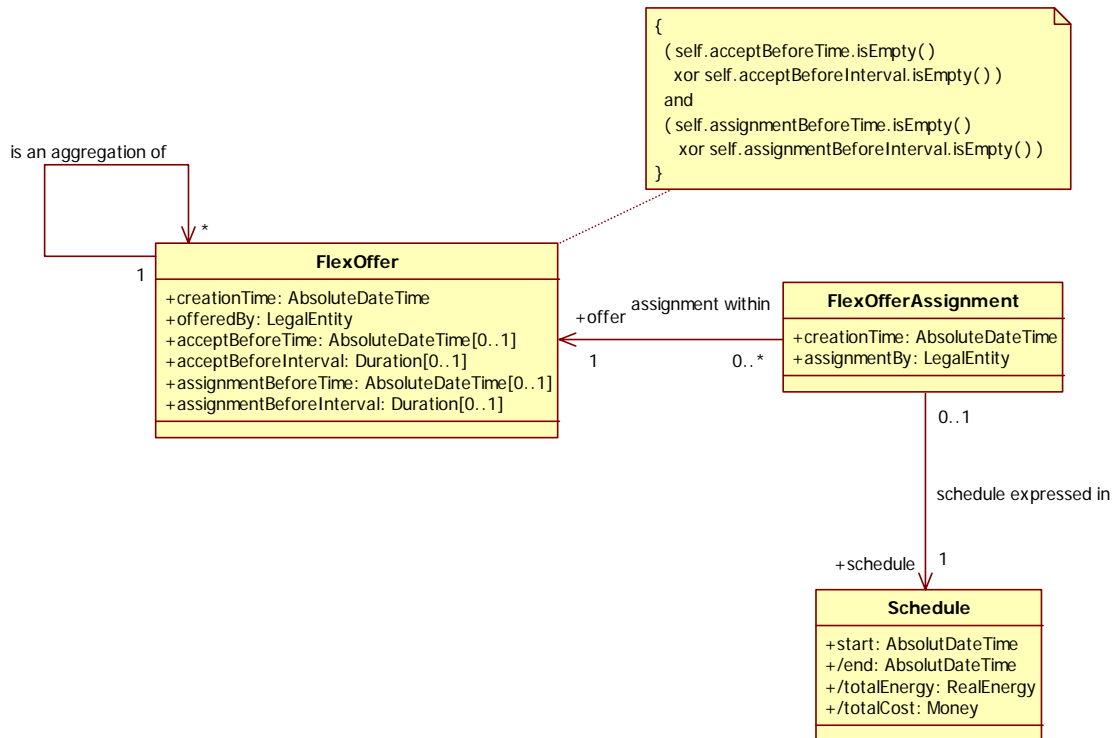 {
( self.acceptBeforeTime.isEmpty()
xor self.acceptBeforeInterval.isEmpty() )
and
( self.assignmentBeforeTime.isEmpty()
xor self.assignmentBeforeInterval.isEmpty() )
}
is an aggregation of
*
1
FlexOffer
+creationTime: AbsoluteDateTime
+offeredBy: LegalEntity
+acceptBeforeTime: AbsoluteDateTime[0..1]
+acceptBeforeInterval: Duration[0..1]
+assignmentBeforeTime: AbsoluteDateTime[0..1]
+assignmentBeforeInterval: Duration[0..1]
+offer
assignment within
1
0..*
FlexOfferAssignment
+creationTime: AbsoluteDateTime
+assignmentBy: LegalEntity
0..1
schedule expressed in
+schedule
1
Schedule
+start: AbsolutDateTime
+/end: AbsolutDateTime
+/totalEnergy: RealEnergy
+/totalCost: Money